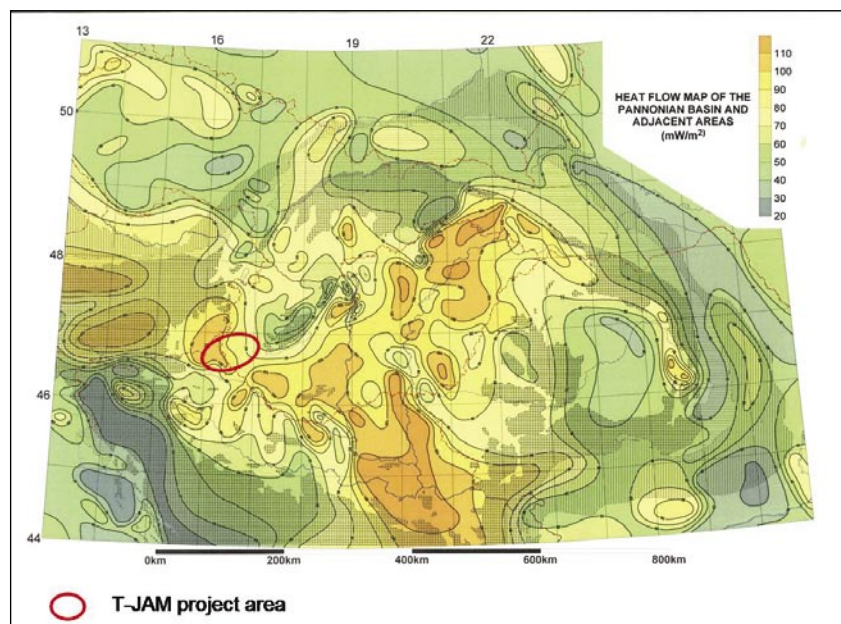 13
16
19
22
50
48
46
44
HEAT FLOW MAP OF THE
PANNONIAN BASIN AND
ADJACENT AREAS
(mW/m²)
110
100
90
80
70
60
50
40
30
20
0km
200km
400km
600km
800km
T-JAM project area